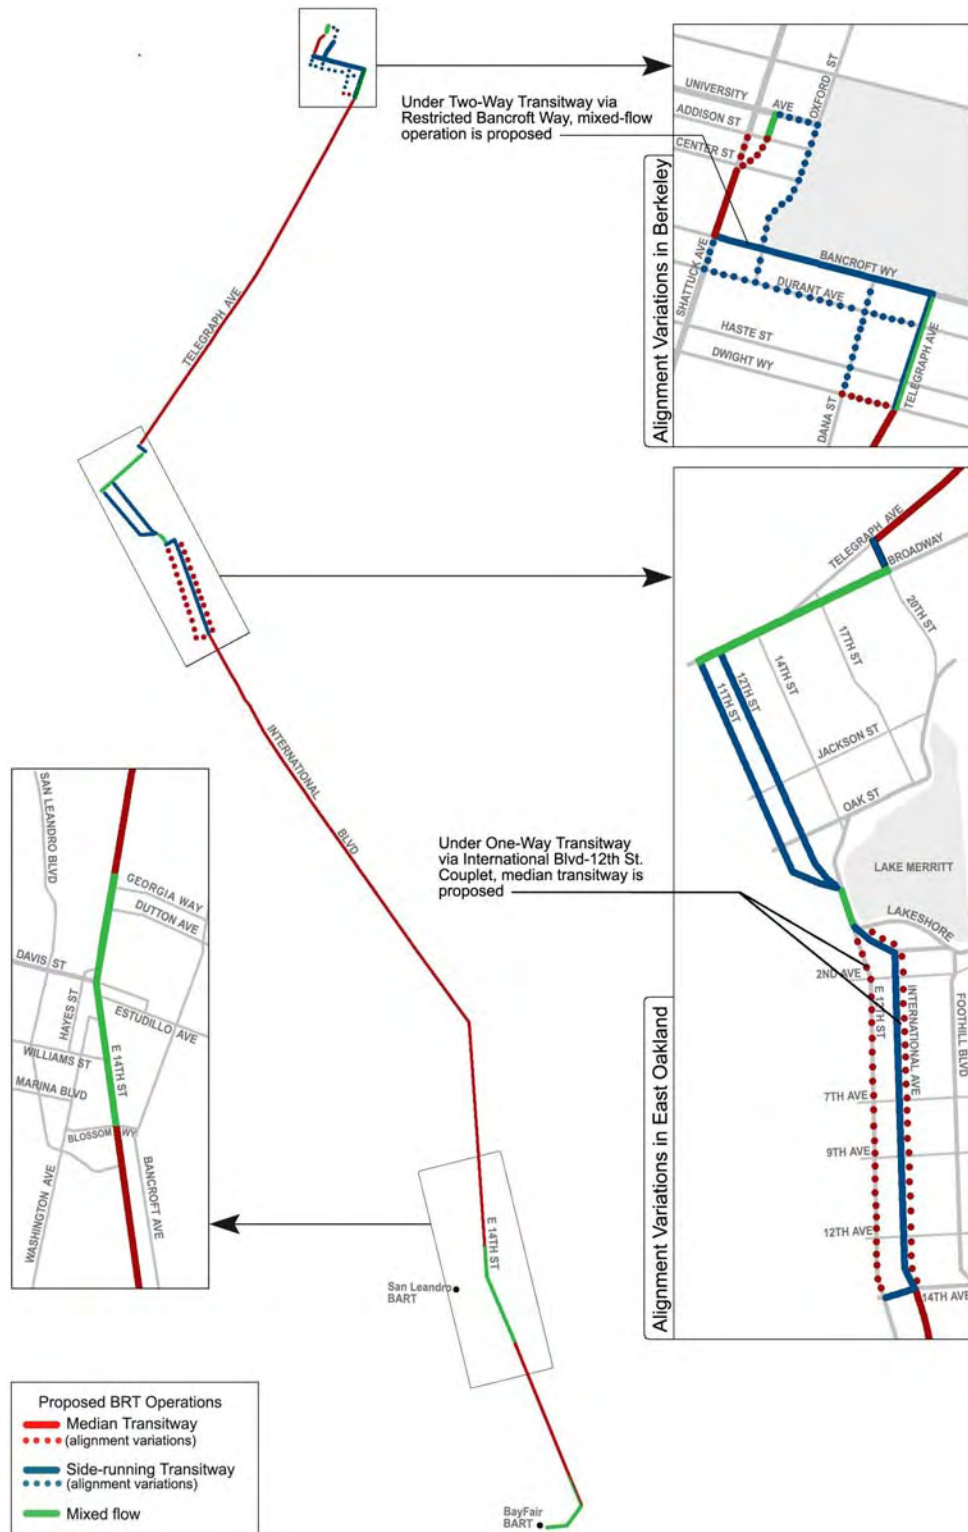 Under Two-Way Transitway via
Restricted Bancroft Way, mixed-flow
operation is proposed
TELEGRAPH AVE
INTERNATIONAL
BLVD
E 14TH ST
San Leandro
BART
BayFair
BART
Under One-Way Transitway
via International Blvd-12th St.
Couplet, median transitway is
proposed
Alignment Variations in Berkeley
UNIVERSITY
AVE
ADDISON ST
CENTER ST
OXFORD ST
SHATTUCK AVE
BANCROFT WY
DURANT AVE
HASTE ST
DWIGHT WY
DANA ST
TELEGRAPH AVE
Alignment Variations in East Oakland
TELEGRAPH AVE
BROADWAY
20TH ST
17TH ST
14TH ST
12TH ST
11TH ST
JACKSON ST
OAK ST
LAKE MERRITT
LAKESHORE
2ND AVE
E 12TH ST
INTERNATIONAL AVE
FOOTHILL BLVD
7TH AVE
9TH AVE
12TH AVE
14TH AVE
SAN LEANDRO BLVD
GEORGIA WAY
DUTTON AVE
DAVIS ST
HAYES ST
ESTUDILLO AVE
WILLIAMS ST
E 14TH ST
MARINA BLVD
BLOSSOM WY
WASHINGTON AVE
BANCROFT AVE
Proposed BRT Operations
Median Transitway
(alignment variations)
Side-running Transitway
(alignment variations)
Mixed flow